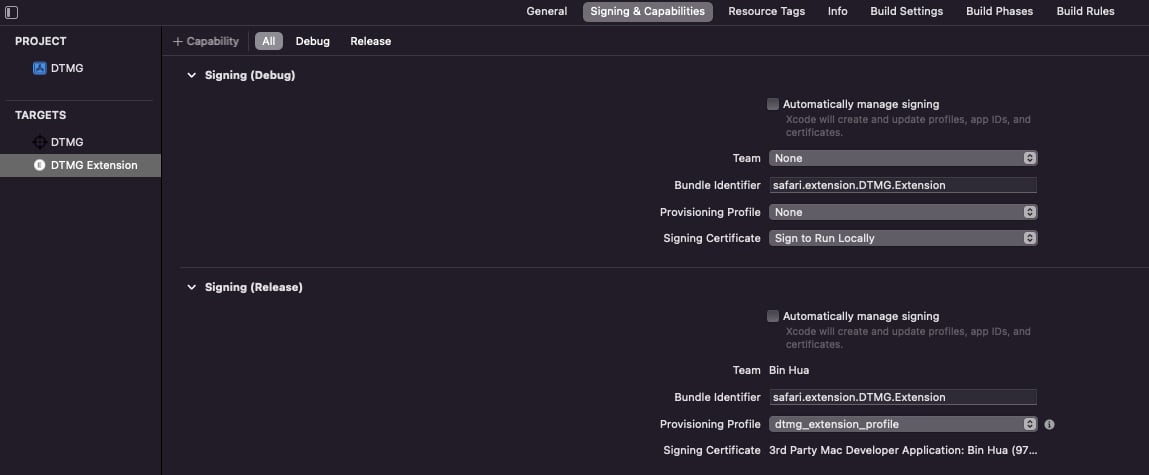 General Signing & Capabilities Resource Tags Info Build Settings Build Phases Build Rules
PROJECT
DTMG
TARGETS
DTMG
DTMG Extension
+ Capability All Debug Release
Signing (Debug)
Automatically manage signing
Xcode will create and update profiles, app IDs, and
certificates.
Team None
Bundle Identifier safari.extension.DTMG.Extension
Provisioning Profile None
Signing Certificate Sign to Run Locally
Signing (Release)
Automatically manage signing
Xcode will create and update profiles, app IDs, and
certificates.
Team Bin Hua
Bundle Identifier safari.extension.DTMG.Extension
Provisioning Profile dtmg_extension_profile
Signing Certificate 3rd Party Mac Developer Application: Bin Hua (97...